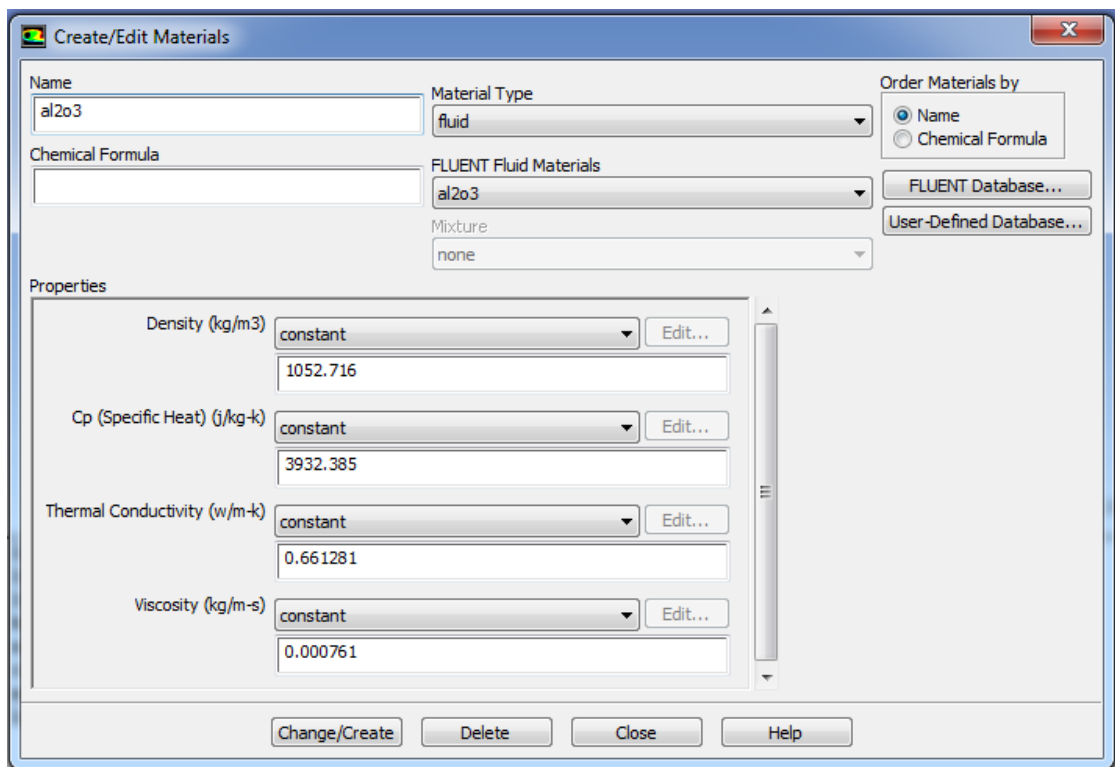 Create/Edit Materials
Name
al2o3
Chemical Formula
Material Type
fluid
FLUENT Fluid Materials
al2o3
Mixture
none
Order Materials by
Name
Chemical Formula
FLUENT Database...
User-Defined Database...
Properties
Density (kg/m3)
constant
Edit...
1052.716
Cp (Specific Heat) (j/kg-k)
constant
Edit...
3932.385
Thermal Conductivity (w/m-k)
constant
Edit...
0.661281
Viscosity (kg/m-s)
constant
Edit...
0.000761
Change/Create
Delete
Close
Help